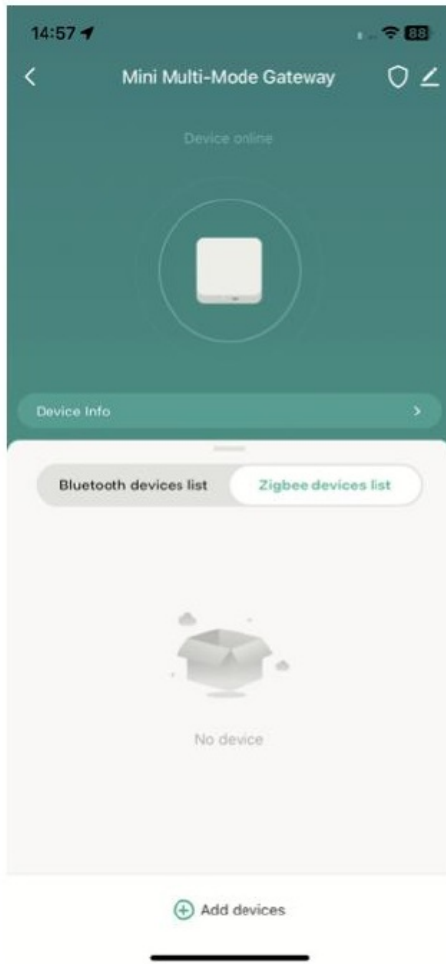 14:57
88
Mini Multi-Mode Gateway
Device online
Device Info
Bluetooth devices list
Zigbee devices list
No device
Add devices